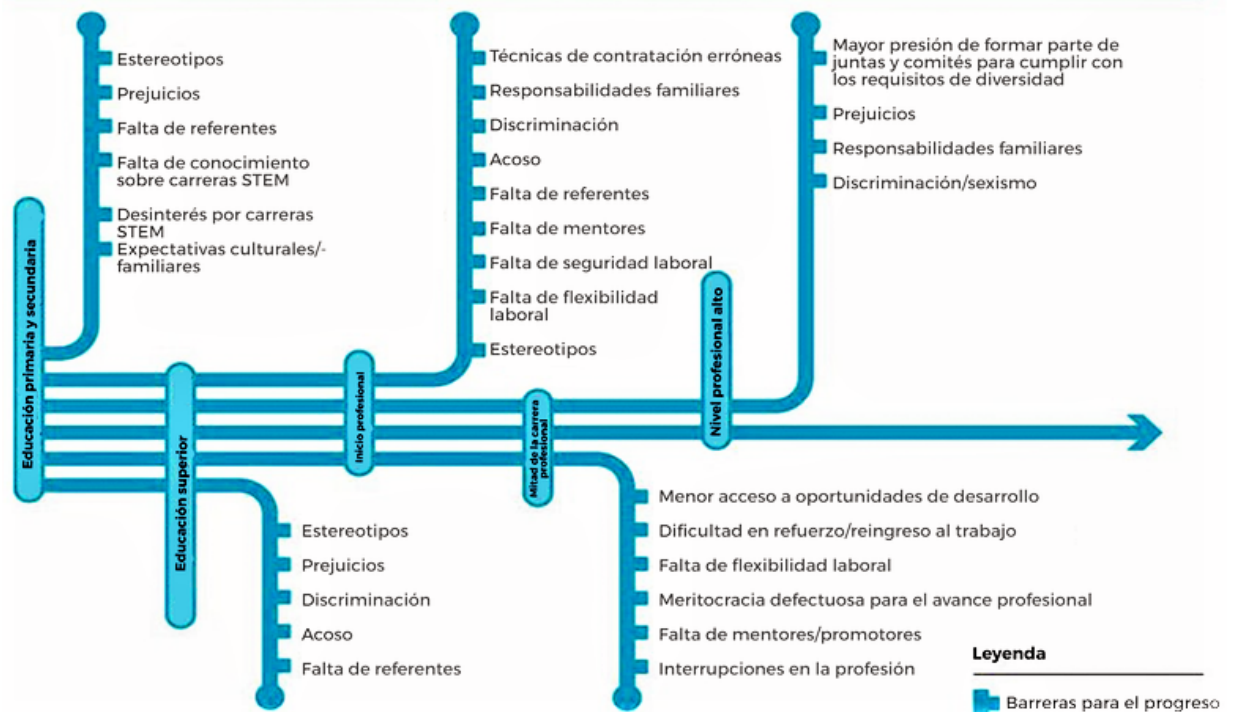 Estereotipos
Prejuicios
Falta de referentes
Falta de conocimiento
sobre carreras STEM
Desinterés por carreras
STEM
Expectativas culturales/-
familiares
Educación primaria y secundaria
Técnicas de contratación erróneas
Responsabilidades familiares
Discriminación
Acoso
Falta de referentes
Falta de mentores
Falta de seguridad laboral
Falta de flexibilidad
laboral
Estereotipos
Mayor presión de formar parte de
juntas y comités para cumplir con
los requisitos de diversidad
Prejuicios
Responsabilidades familiares
Discriminación/sexismo
Educación superior
Inicio profesional
Mitad de la carrera
profesional
Nivel profesional alto
Estereotipos
Prejuicios
Discriminación
Acoso
Falta de referentes
Menor acceso a oportunidades de desarrollo
Dificultad en refuerzo/reingreso al trabajo
Falta de flexibilidad laboral
Meritocracia defectuosa para el avance profesional
Falta de mentores/promotores
Interrupciones en la profesión
Leyenda
Barreras para el progreso